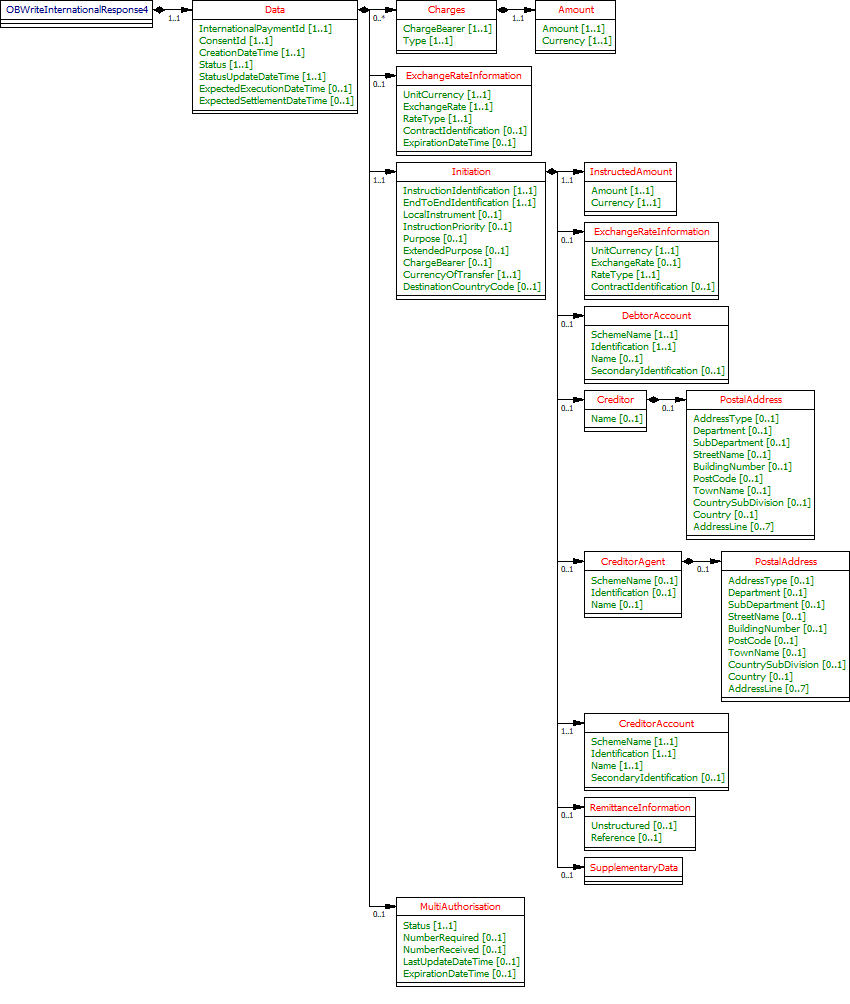 OBWriteInternationalResponse4
1..1
Data
InternationalPaymentId [1..1]
ConsentId [1..1]
CreationDateTime [1..1]
Status [1..1]
StatusUpdateDateTime [1..1]
ExpectedExecutionDateTime [0..1]
ExpectedSettlementDateTime [0..1]
0..*
Charges
ChargeBearer [1..1]
Type [1..1]
1..1
Amount
Amount [1..1]
Currency [1..1]
0..1
ExchangeRateInformation
UnitCurrency [1..1]
ExchangeRate [1..1]
RateType [1..1]
ContractIdentification [0..1]
ExpirationDateTime [0..1]
1..1
Initiation
InstructionIdentification [1..1]
EndToEndIdentification [1..1]
LocalInstrument [0..1]
InstructionPriority [0..1]
Purpose [0..1]
ExtendedPurpose [0..1]
ChargeBearer [0..1]
CurrencyOfTransfer [1..1]
DestinationCountryCode [0..1]
1..1
InstructedAmount
Amount [1..1]
Currency [1..1]
0..1
ExchangeRateInformation
UnitCurrency [1..1]
ExchangeRate [0..1]
RateType [1..1]
ContractIdentification [0..1]
0..1
DebtorAccount
SchemeName [1..1]
Identification [1..1]
Name [0..1]
SecondaryIdentification [0..1]
0..1
Creditor
Name [0..1]
0..1
PostalAddress
AddressType [0..1]
Department [0..1]
SubDepartment [0..1]
StreetName [0..1]
BuildingNumber [0..1]
PostCode [0..1]
TownName [0..1]
CountrySubDivision [0..1]
Country [0..1]
AddressLine [0..7]
0..1
CreditorAgent
SchemeName [0..1]
Identification [0..1]
Name [0..1]
0..1
PostalAddress
AddressType [0..1]
Department [0..1]
SubDepartment [0..1]
StreetName [0..1]
BuildingNumber [0..1]
PostCode [0..1]
TownName [0..1]
CountrySubDivision [0..1]
Country [0..1]
AddressLine [0..7]
1..1
CreditorAccount
SchemeName [1..1]
Identification [1..1]
Name [1..1]
SecondaryIdentification [0..1]
0..1
RemittanceInformation
Unstructured [0..1]
Reference [0..1]
0..1
SupplementaryData
0..1
MultiAuthorisation
Status [1..1]
NumberRequired [0..1]
NumberReceived [0..1]
LastUpdateDateTime [0..1]
ExpirationDateTime [0..1]